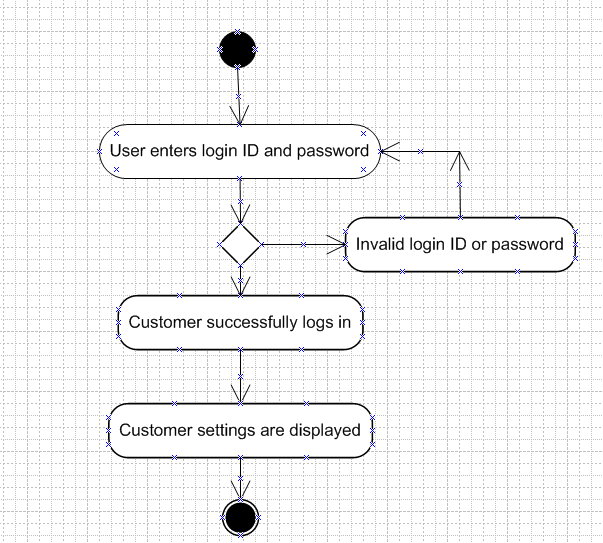 User enters login ID and password
Invalid login ID or password
Customer successfully logs in
Customer settings are displayed